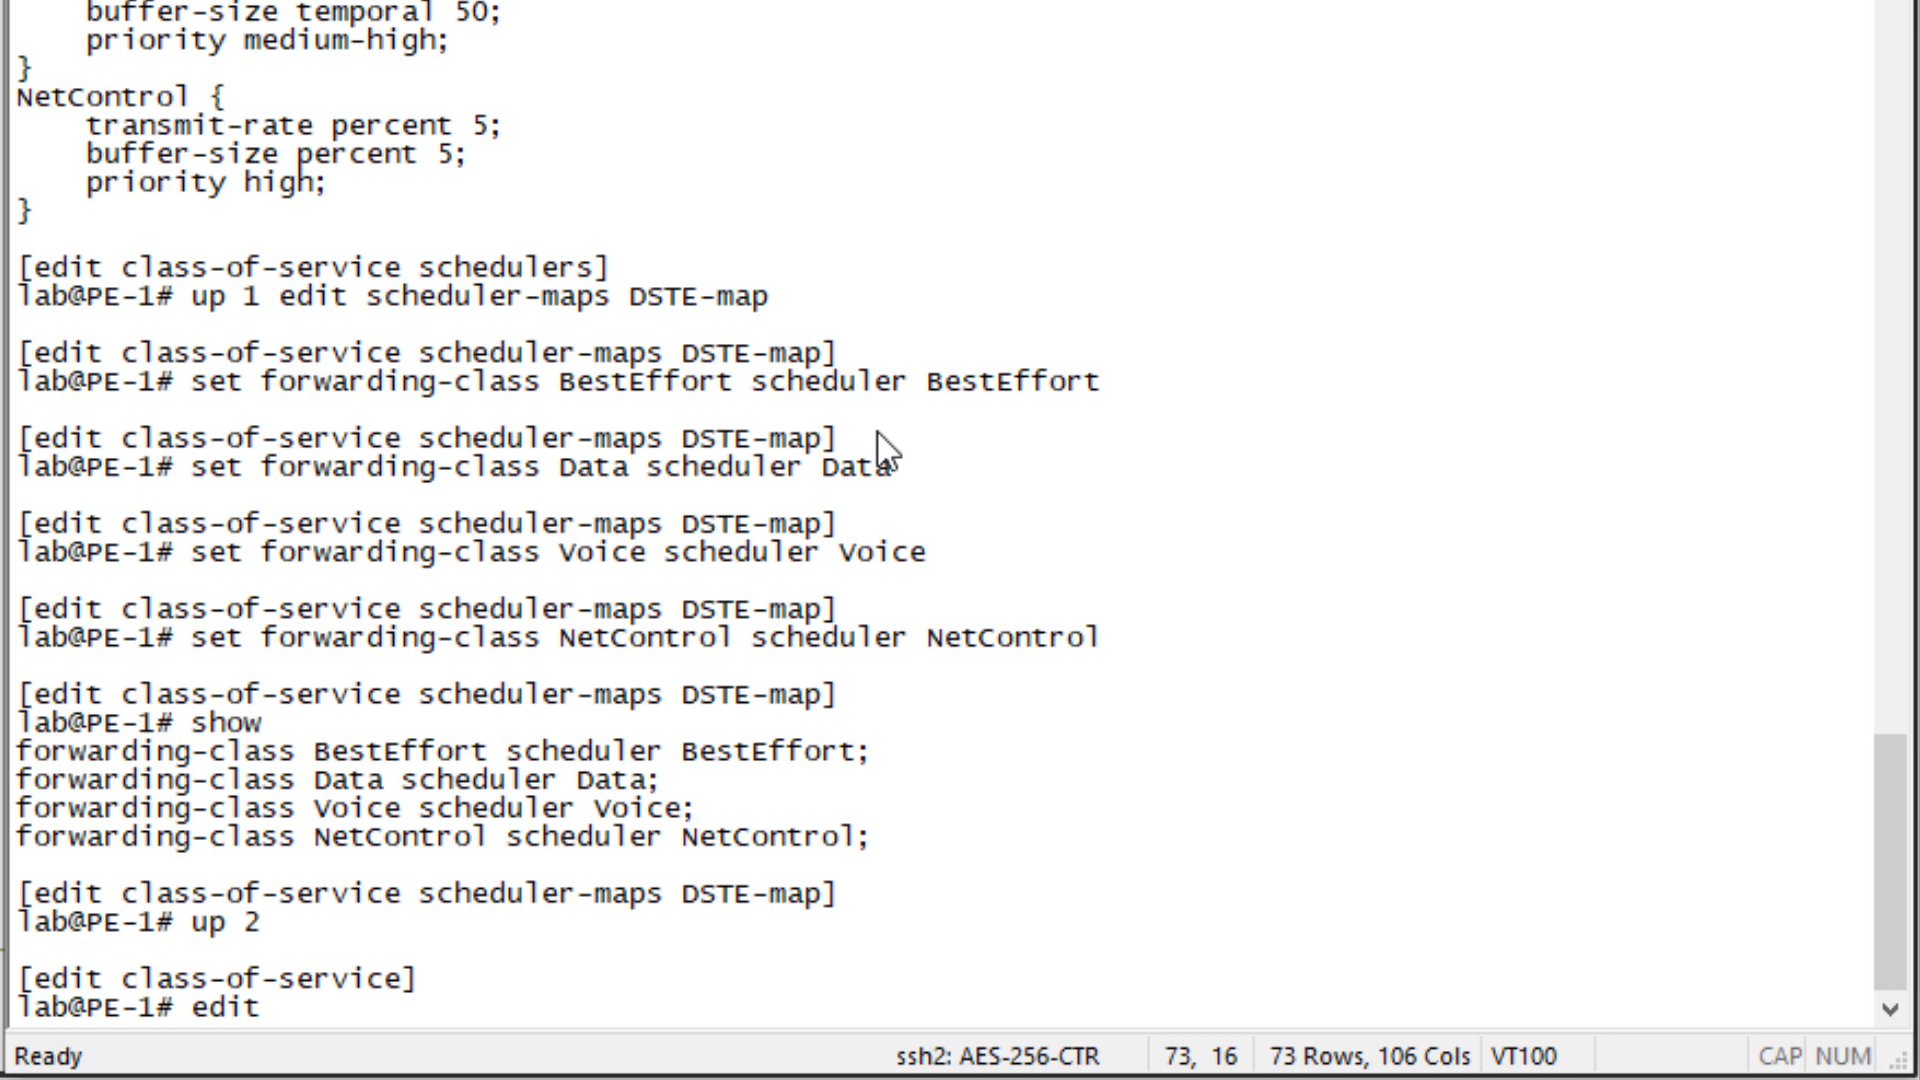 buffer-size temporal 50;
    priority medium-high;
}
NetControl {
    transmit-rate percent 5;
    buffer-size percent 5;
    priority high;
}
[edit class-of-service schedulers]
lab@PE-1# up 1 edit scheduler-maps DSTE-map
[edit class-of-service scheduler-maps DSTE-map]
lab@PE-1# set forwarding-class BestEffort scheduler BestEffort
[edit class-of-service scheduler-maps DSTE-map]
lab@PE-1# set forwarding-class Data scheduler Data
[edit class-of-service scheduler-maps DSTE-map]
lab@PE-1# set forwarding-class Voice scheduler Voice
[edit class-of-service scheduler-maps DSTE-map]
lab@PE-1# set forwarding-class NetControl scheduler NetControl
[edit class-of-service scheduler-maps DSTE-map]
lab@PE-1# show
forwarding-class BestEffort scheduler BestEffort;
forwarding-class Data scheduler Data;
forwarding-class Voice scheduler Voice;
forwarding-class NetControl scheduler NetControl;
[edit class-of-service scheduler-maps DSTE-map]
lab@PE-1# up 2
[edit class-of-service]
lab@PE-1# edit
Ready ssh2: AES-256-CTR 73, 16 73 Rows, 106 Cols VT100 CAP NUM